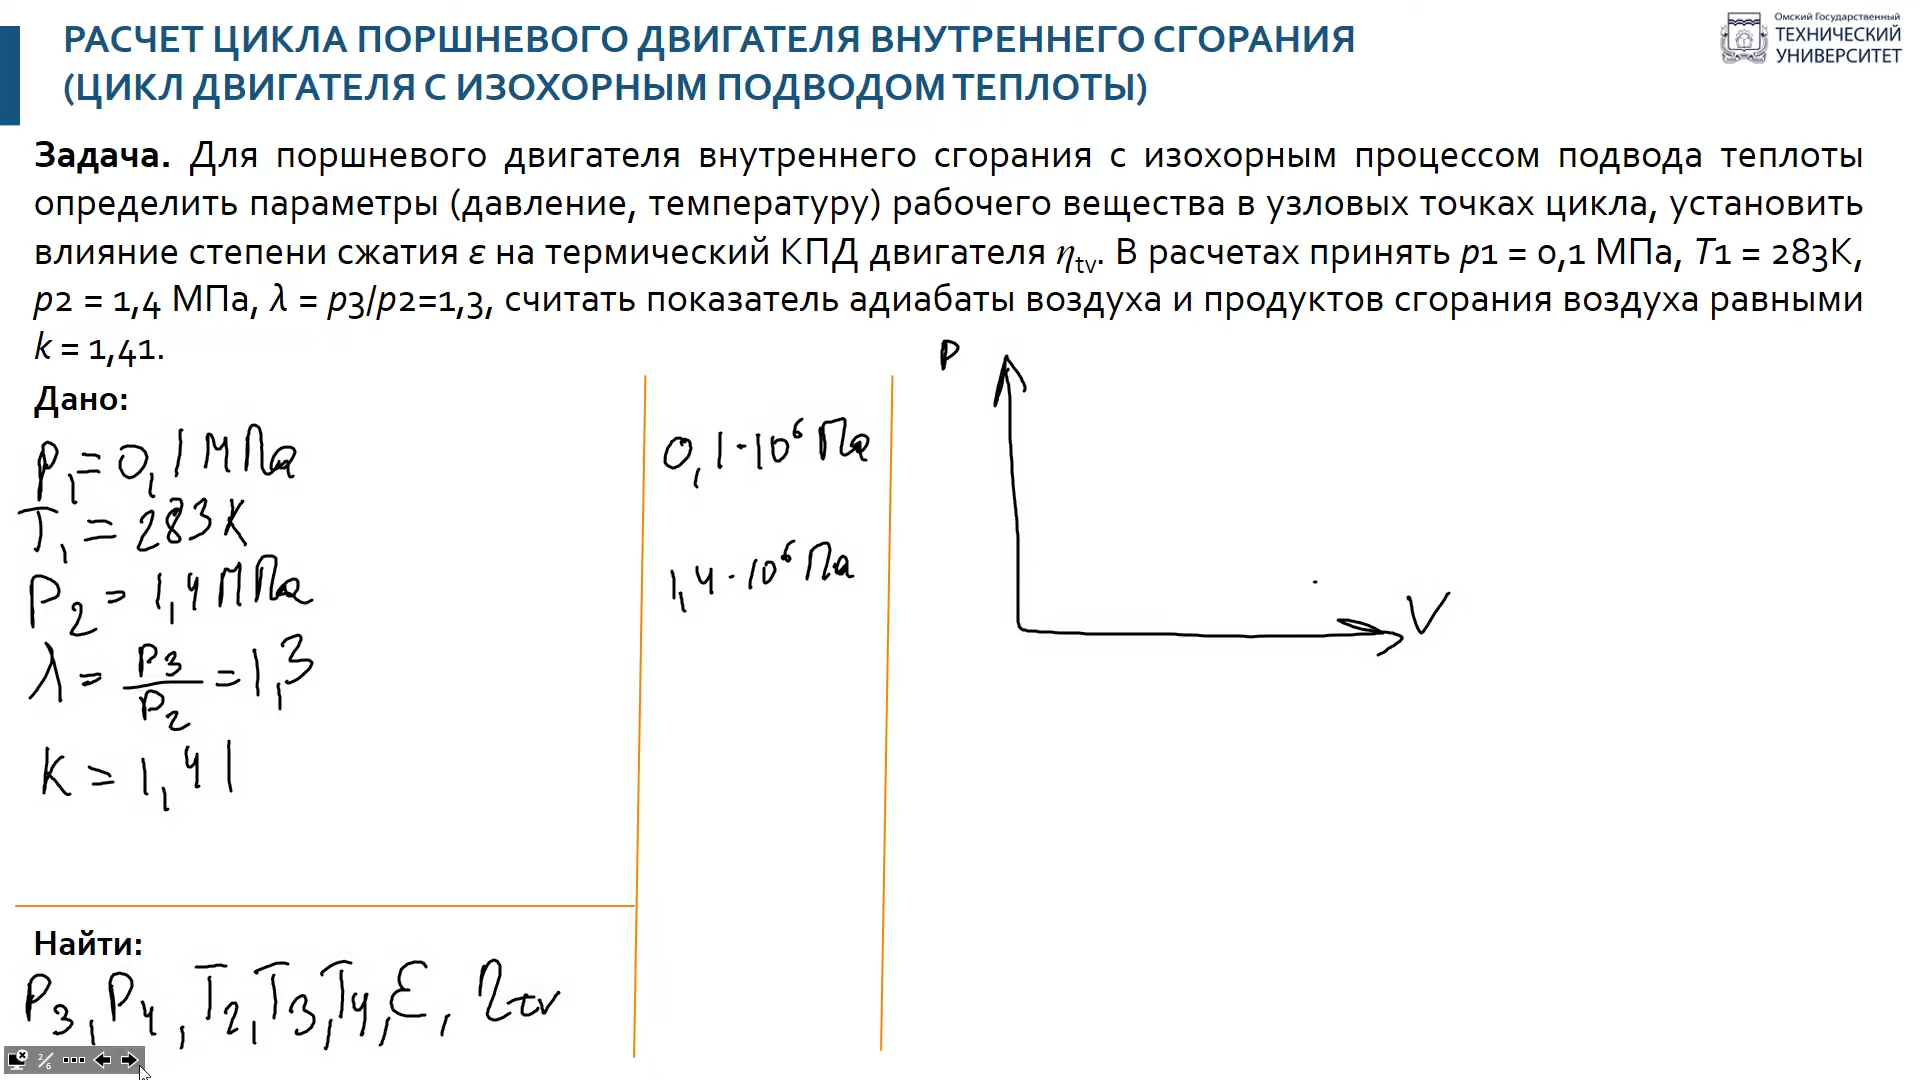 РАСЧЕТ ЦИКЛА ПОРШНЕВОГО ДВИГАТЕЛЯ ВНУТРЕННЕГО СГОРАНИЯ
(ЦИКЛ ДВИГАТЕЛЯ С ИЗОХОРНЫМ ПОДВОДОМ ТЕПЛОТЫ)
Омский Государственный
ТЕХНИЧЕСКИЙ
УНИВЕРСИТЕТ
Задача. Для поршневого двигателя внутреннего сгорания с изохорным процессом подвода теплоты
определить параметры (давление, температуру) рабочего вещества в узловых точках цикла, установить
влияние степени сжатия ε на термический КПД двигателя η_tv. В расчетах принять p1 = 0,1 МПа, T1 = 283К,
p2 = 1,4 МПа, λ = p3/p2=1,3, считать показатель адиабаты воздуха и продуктов сгорания воздуха равными
k = 1,41.
Дано:
P₁ = 0,1 МПа
T₁ = 283 К
P₂ = 1,4 МПа
λ = P3/P₂ = 1,3
К = 1,41
0,1·10⁶ Па
1,4·10⁶ Па
P
V
Найти:
P₃, P₄, T₂, T₃, T₄, ε, η_tv
2/6